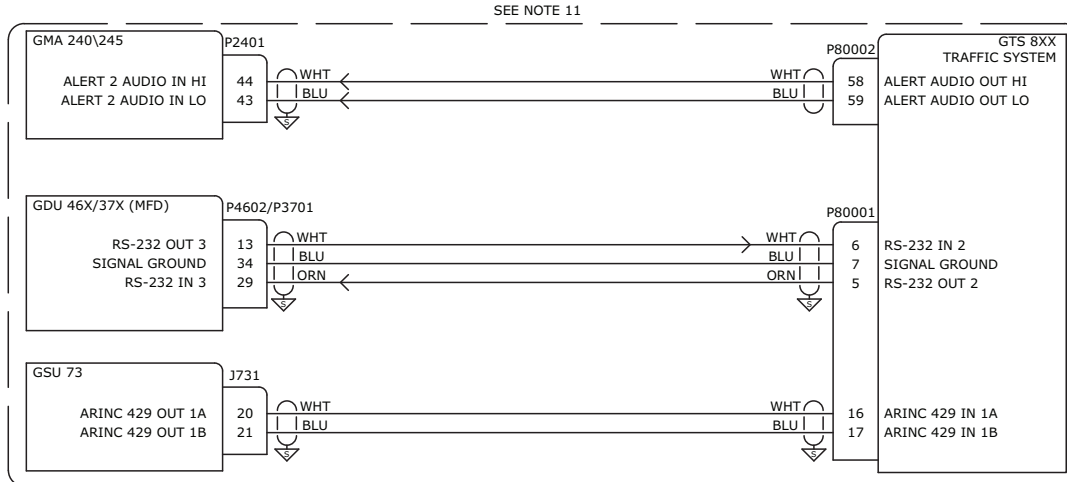 SEE NOTE 11
GMA 240\245
P2401
ALERT 2 AUDIO IN HI 44 WHT WHT 58 ALERT AUDIO OUT HI
ALERT 2 AUDIO IN LO 43 BLU BLU 59 ALERT AUDIO OUT LO
S
P80002
GTS 8XX
TRAFFIC SYSTEM
GDU 46X/37X (MFD)
P4602/P3701
P80001
RS-232 OUT 3 13 WHT WHT 6 RS-232 IN 2
SIGNAL GROUND 34 BLU BLU 7 SIGNAL GROUND
RS-232 IN 3 29 ORN ORN 5 RS-232 OUT 2
S S
GSU 73
J731
ARINC 429 OUT 1A 20 WHT WHT 16 ARINC 429 IN 1A
ARINC 429 OUT 1B 21 BLU BLU 17 ARINC 429 IN 1B
S S